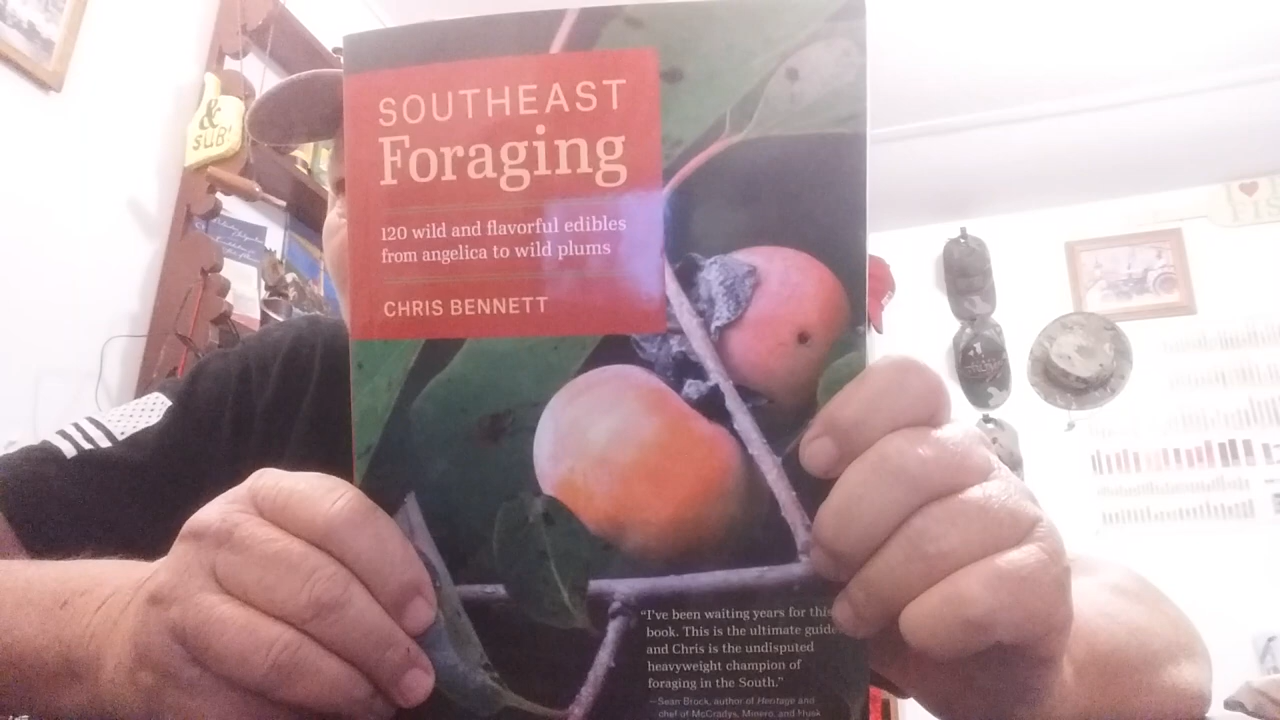 SOUTHEAST
Foraging
120 wild and flavorful edibles
from angelica to wild plums
CHRIS BENNETT
"I've been waiting years for this
book. This is the ultimate guide
and Chris is the undisputed
heavyweight champion of
foraging in the South."
—Sean Brock, author of Heritage and
chef of McCradys, Minero, and Husk
&
SUB!